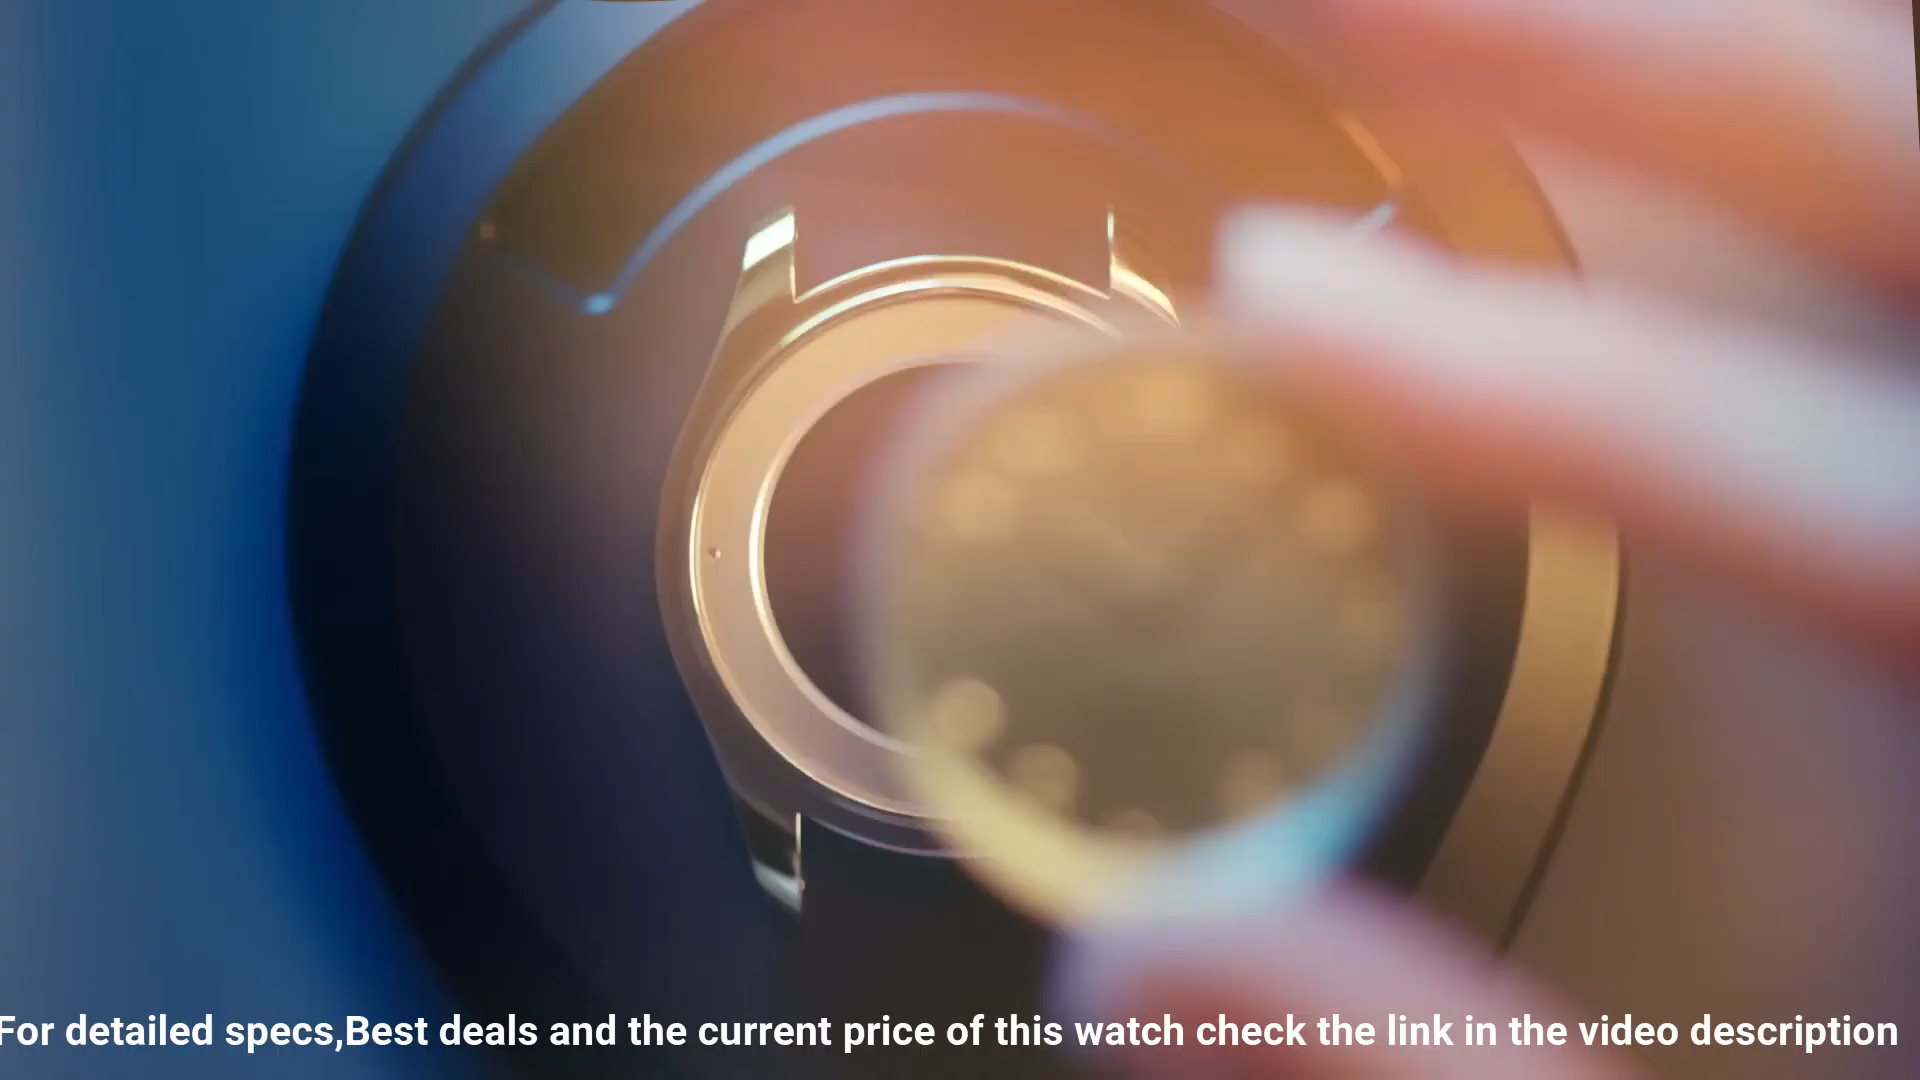 For detailed specs,Best deals and the current price of this watch check the link in the video description